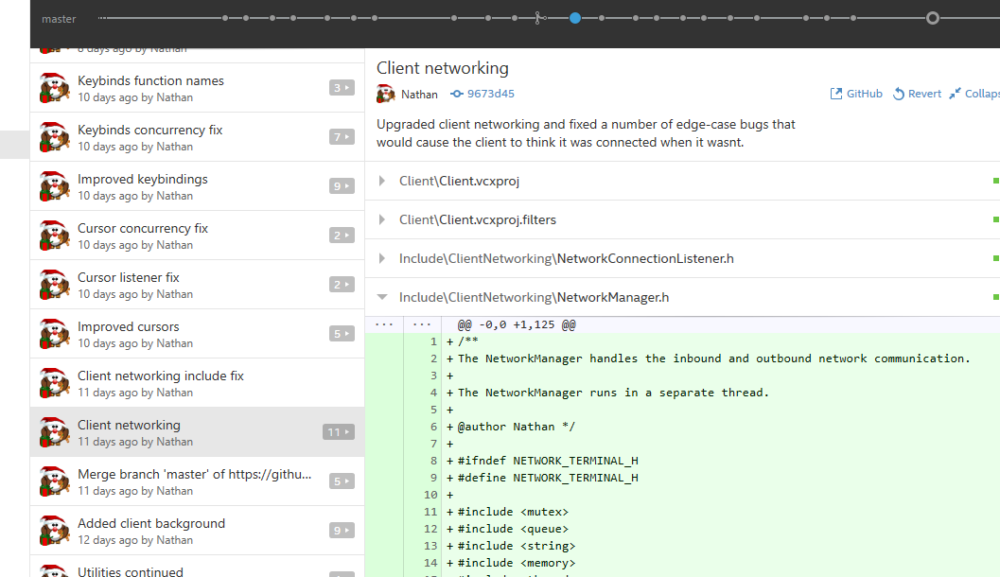 master
8 days ago by Nathan
Keybinds function names
10 days ago by Nathan
3
Keybinds concurrency fix
10 days ago by Nathan
7
Improved keybindings
10 days ago by Nathan
9
Cursor concurrency fix
10 days ago by Nathan
2
Cursor listener fix
10 days ago by Nathan
2
Improved cursors
10 days ago by Nathan
5
Client networking include fix
11 days ago by Nathan
Client networking
11 days ago by Nathan
11
Merge branch 'master' of https://githu...
11 days ago by Nathan
5
Added client background
12 days ago by Nathan
9
Utilities continued
Client networking
Nathan 9673d45
GitHub Revert Collaps
Upgraded client networking and fixed a number of edge-case bugs that
would cause the client to think it was connected when it wasnt.
Client\Client.vcxproj
Client\Client.vcxproj.filters
Include\ClientNetworking\NetworkConnectionListener.h
Include\ClientNetworking\NetworkManager.h
... ... @@ -0,0 +1,125 @@
1 + /**
2 + The NetworkManager handles the inbound and outbound network communication.
3 +
4 + The NetworkManager runs in a separate thread.
5 +
6 + @author Nathan */
7 +
8 + #ifndef NETWORK_TERMINAL_H
9 + #define NETWORK_TERMINAL_H
10 +
11 + #include <mutex>
12 + #include <queue>
13 + #include <string>
14 + #include <memory>